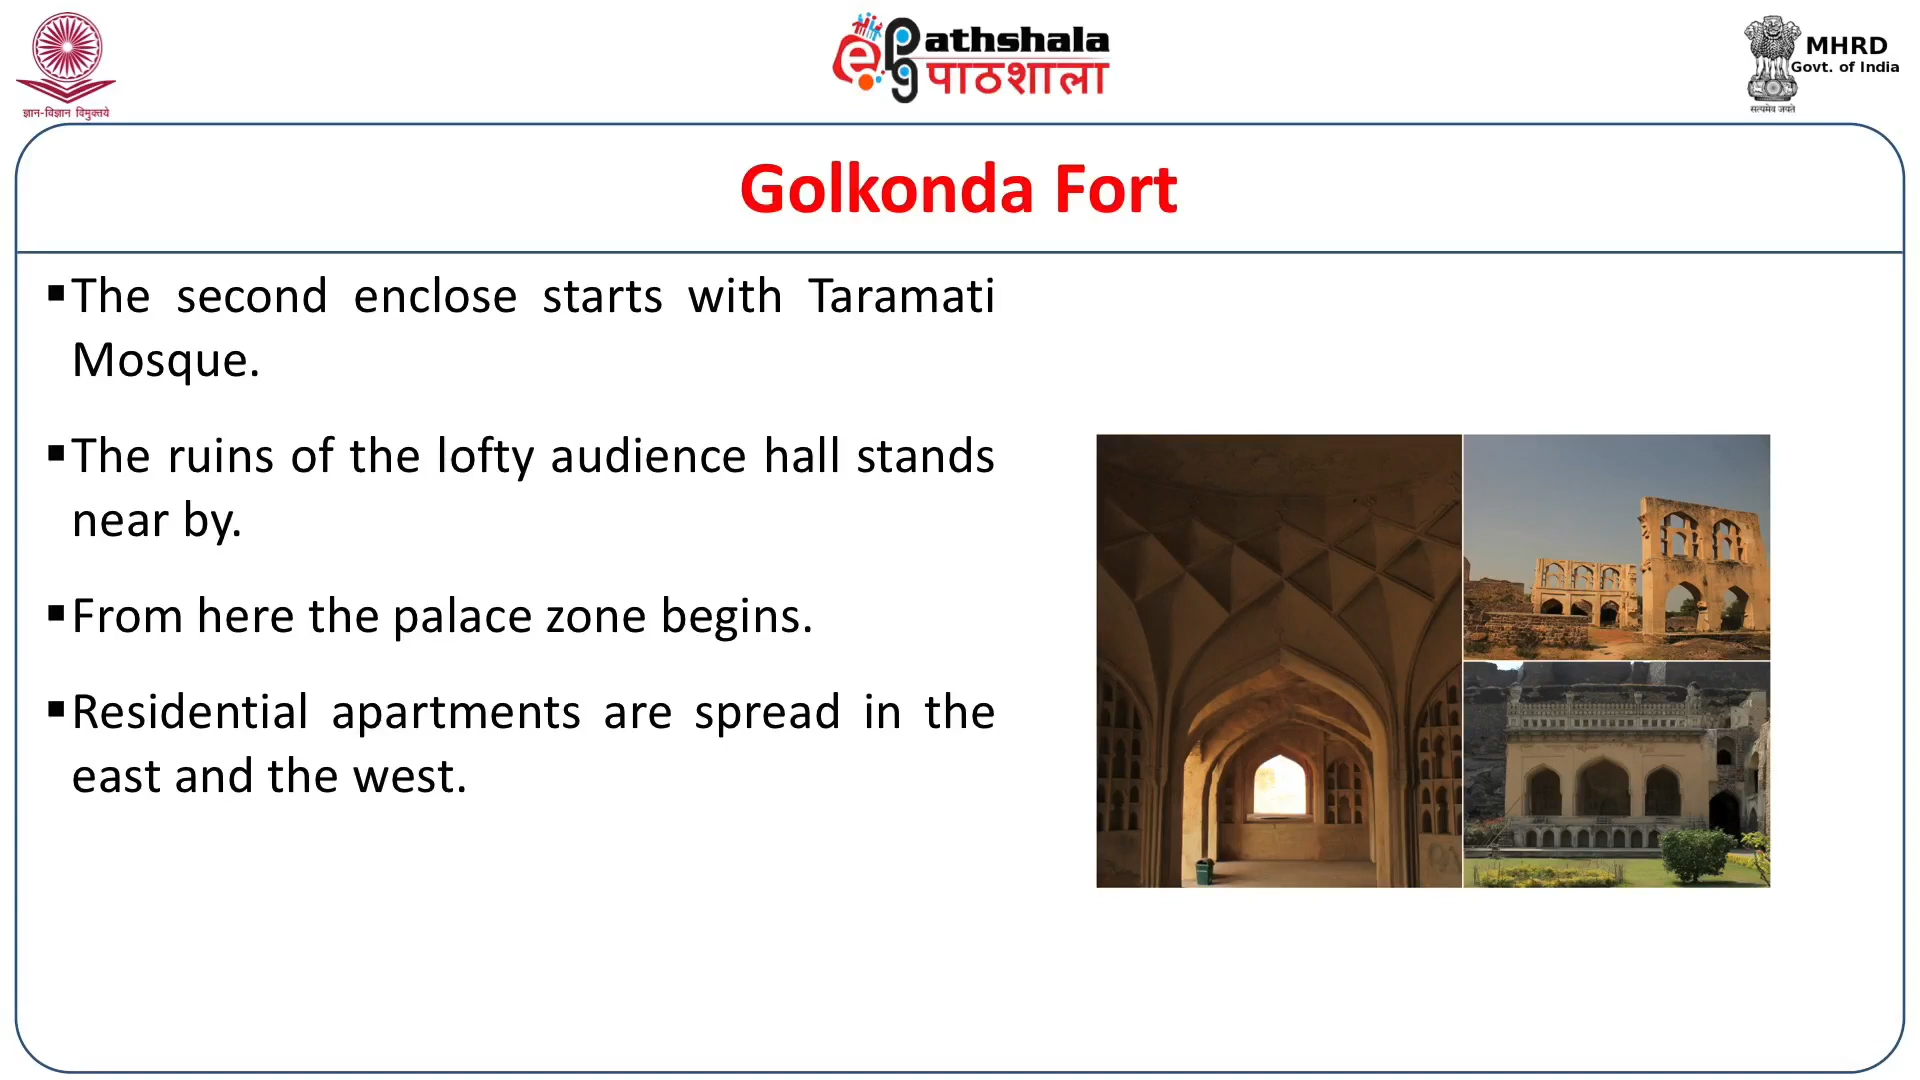 ज्ञान-विज्ञान विमुक्तये
e
pg
athshala
पाठशाला
MHRD
Govt. of India
सत्यमेव जयते
Golkonda Fort
▪The second enclose starts with Taramati
Mosque.
▪The ruins of the lofty audience hall stands
near by.
▪From here the palace zone begins.
▪Residential apartments are spread in the
east and the west.